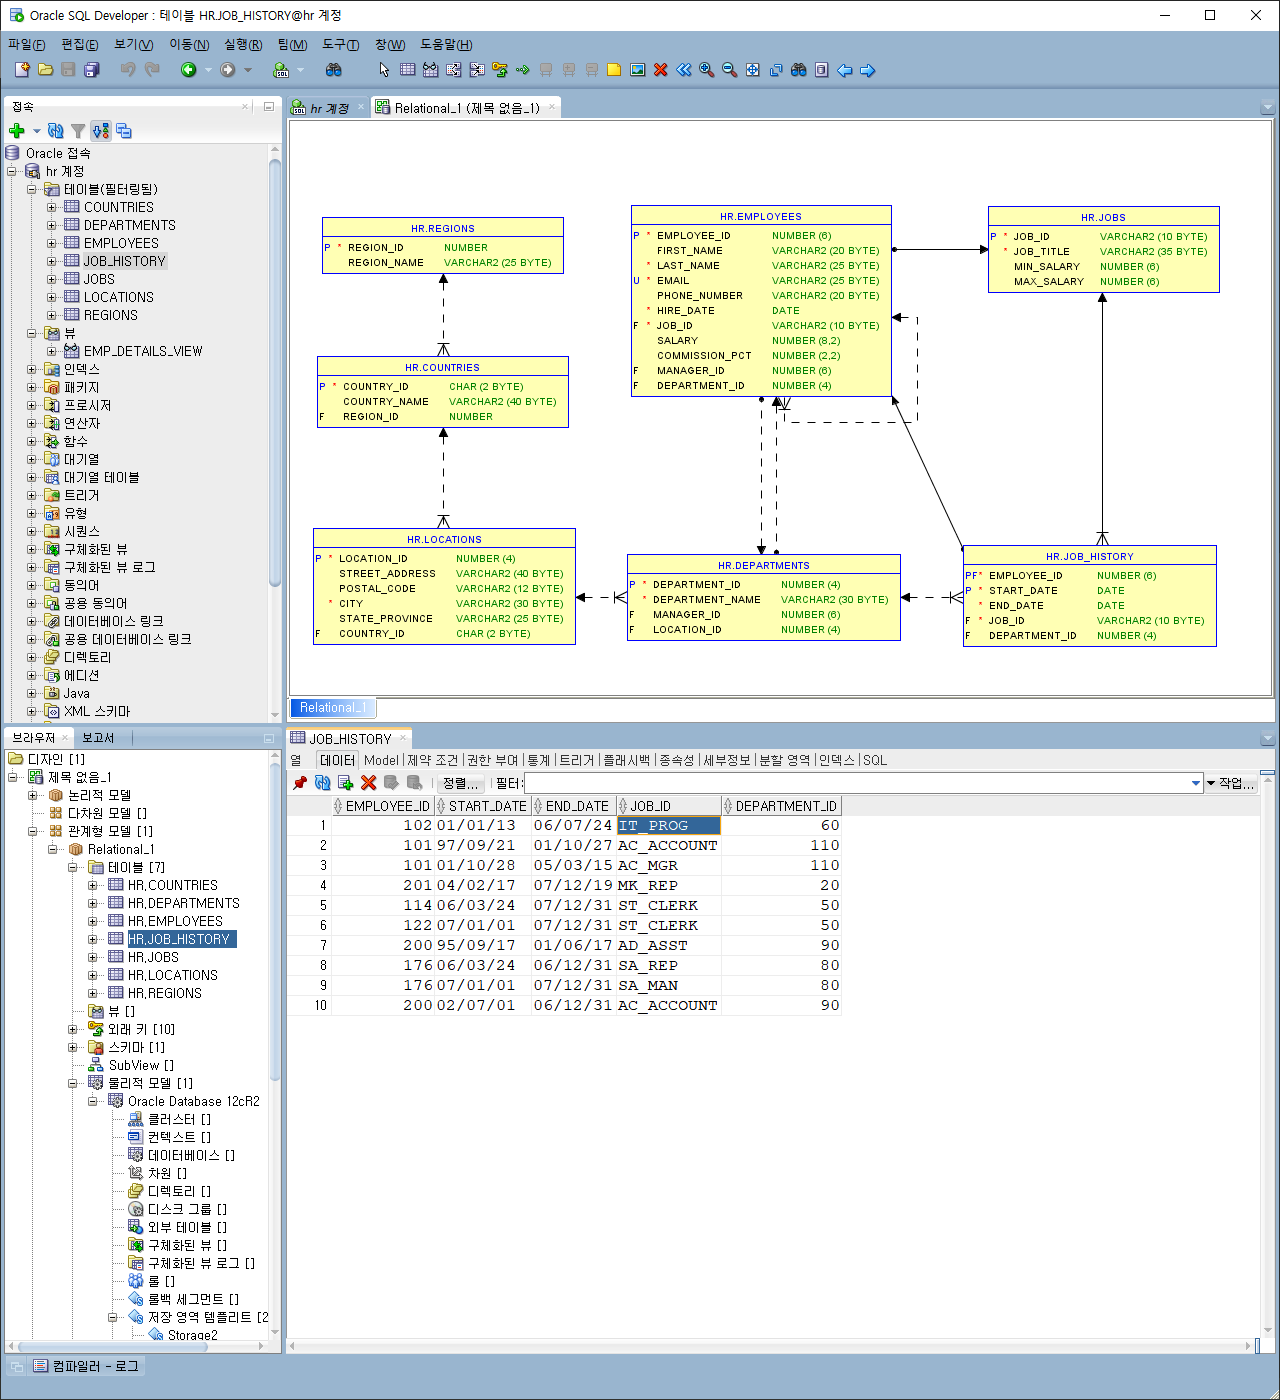 Oracle SQL Developer : 테이블 HR.JOB_HISTORY@hr 계정
파일(F) 편집(E) 보기(V) 이동(N) 실행(R) 팀(M) 도구(T) 창(W) 도움말(H)
접속
Oracle 접속
hr 계정
테이블(필터링됨)
COUNTRIES
DEPARTMENTS
EMPLOYEES
JOB_HISTORY
JOBS
LOCATIONS
REGIONS
뷰
EMP_DETAILS_VIEW
인덱스
패키지
프로시저
연산자
함수
대기열
대기열 테이블
트리거
유형
시퀀스
구체화된 뷰
구체화된 뷰 로그
동의어
공용 동의어
데이터베이스 링크
공용 데이터베이스 링크
디렉토리
에디션
Java
XML 스키마
hr 계정
Relational_1 (제목 없음_1)
HR.REGIONS
P * REGION_ID NUMBER
REGION_NAME VARCHAR2 (25 BYTE)
HR.COUNTRIES
P * COUNTRY_ID CHAR (2 BYTE)
COUNTRY_NAME VARCHAR2 (40 BYTE)
F REGION_ID NUMBER
HR.LOCATIONS
P * LOCATION_ID NUMBER (4)
STREET_ADDRESS VARCHAR2 (40 BYTE)
POSTAL_CODE VARCHAR2 (12 BYTE)
* CITY VARCHAR2 (30 BYTE)
STATE_PROVINCE VARCHAR2 (25 BYTE)
F COUNTRY_ID CHAR (2 BYTE)
HR.EMPLOYEES
P * EMPLOYEE_ID NUMBER (6)
FIRST_NAME VARCHAR2 (20 BYTE)
* LAST_NAME VARCHAR2 (25 BYTE)
U * EMAIL VARCHAR2 (25 BYTE)
PHONE_NUMBER VARCHAR2 (20 BYTE)
* HIRE_DATE DATE
F * JOB_ID VARCHAR2 (10 BYTE)
SALARY NUMBER (8,2)
COMMISSION_PCT NUMBER (2,2)
F MANAGER_ID NUMBER (6)
F DEPARTMENT_ID NUMBER (4)
HR.DEPARTMENTS
P * DEPARTMENT_ID NUMBER (4)
* DEPARTMENT_NAME VARCHAR2 (30 BYTE)
F MANAGER_ID NUMBER (6)
F LOCATION_ID NUMBER (4)
HR.JOBS
P * JOB_ID VARCHAR2 (10 BYTE)
* JOB_TITLE VARCHAR2 (35 BYTE)
MIN_SALARY NUMBER (6)
MAX_SALARY NUMBER (6)
HR.JOB_HISTORY
PF* EMPLOYEE_ID NUMBER (6)
P * START_DATE DATE
* END_DATE DATE
F * JOB_ID VARCHAR2 (10 BYTE)
F DEPARTMENT_ID NUMBER (4)
Relational_1
브라우저 보고서
디자인 [1]
제목 없음_1
논리적 모델
다차원 모델 []
관계형 모델 [1]
Relational_1
테이블 [7]
HR.COUNTRIES
HR.DEPARTMENTS
HR.EMPLOYEES
HR.JOB_HISTORY
HR.JOBS
HR.LOCATIONS
HR.REGIONS
뷰 []
외래 키 [10]
스키마 [1]
SubView []
물리적 모델 [1]
Oracle Database 12cR2
클러스터 []
컨텍스트 []
데이터베이스 []
차원 []
디렉토리 []
디스크 그룹 []
외부 테이블 []
구체화된 뷰 []
구체화된 뷰 로그 []
롤 []
롤백 세그먼트 []
저장 영역 템플리트 [2
Storage2
JOB_HISTORY
열 데이터 Model 제약 조건 권한 부여 통계 트리거 플래시백 종속성 세부정보 분할 영역 인덱스 SQL
정렬... 필터: 작업...
EMPLOYEE_ID START_DATE END_DATE JOB_ID DEPARTMENT_ID
1 102 01/01/13 06/07/24 IT_PROG 60
2 101 97/09/21 01/10/27 AC_ACCOUNT 110
3 101 01/10/28 05/03/15 AC_MGR 110
4 201 04/02/17 07/12/19 MK_REP 20
5 114 06/03/24 07/12/31 ST_CLERK 50
6 122 07/01/01 07/12/31 ST_CLERK 50
7 200 95/09/17 01/06/17 AD_ASST 90
8 176 06/03/24 06/12/31 SA_REP 80
9 176 07/01/01 07/12/31 SA_MAN 80
10 200 02/07/01 06/12/31 AC_ACCOUNT 90
컴파일러 - 로그